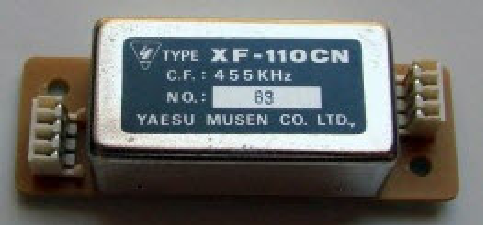 TYPE XF-110CN
C.F.: 455KHz
NO.: 63
YAESU MUSEN CO. LTD.,